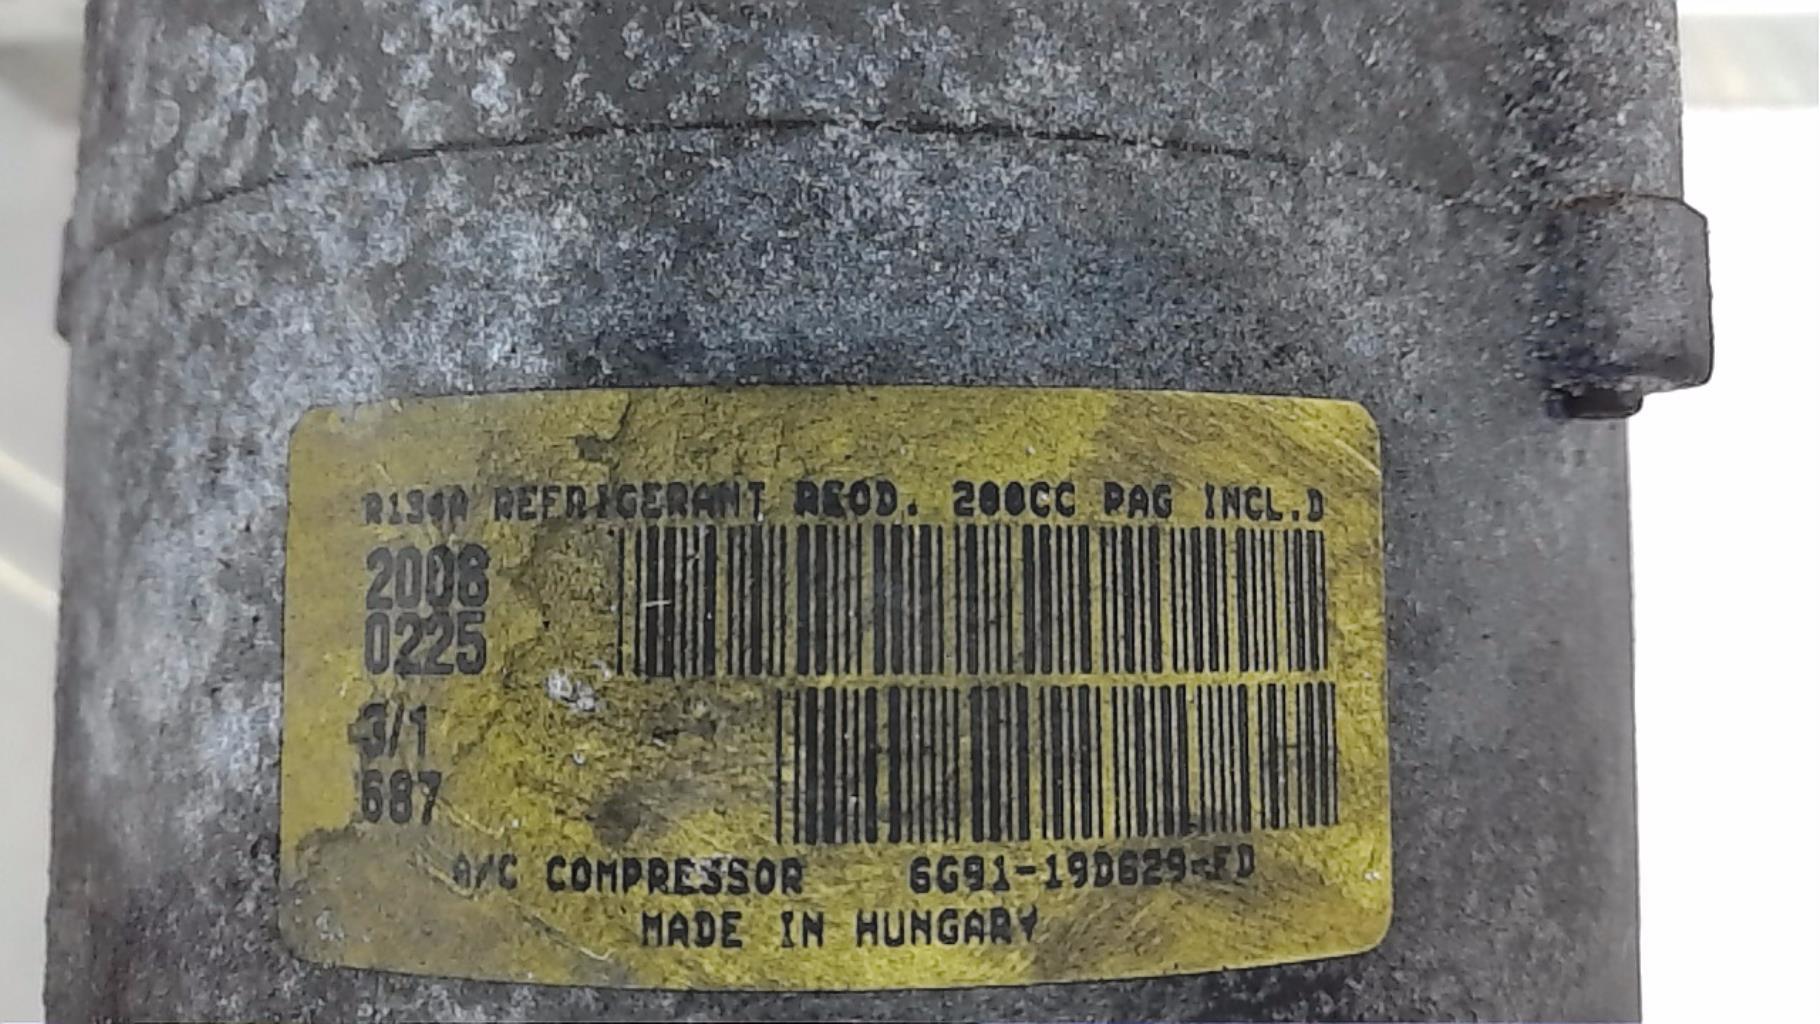 R134A REFRIGERANT REQD. 200CC PAG INCL.D
2008
0225
3/1
687
A/C COMPRESSOR 6G91-19D629-FD
MADE IN HUNGARY